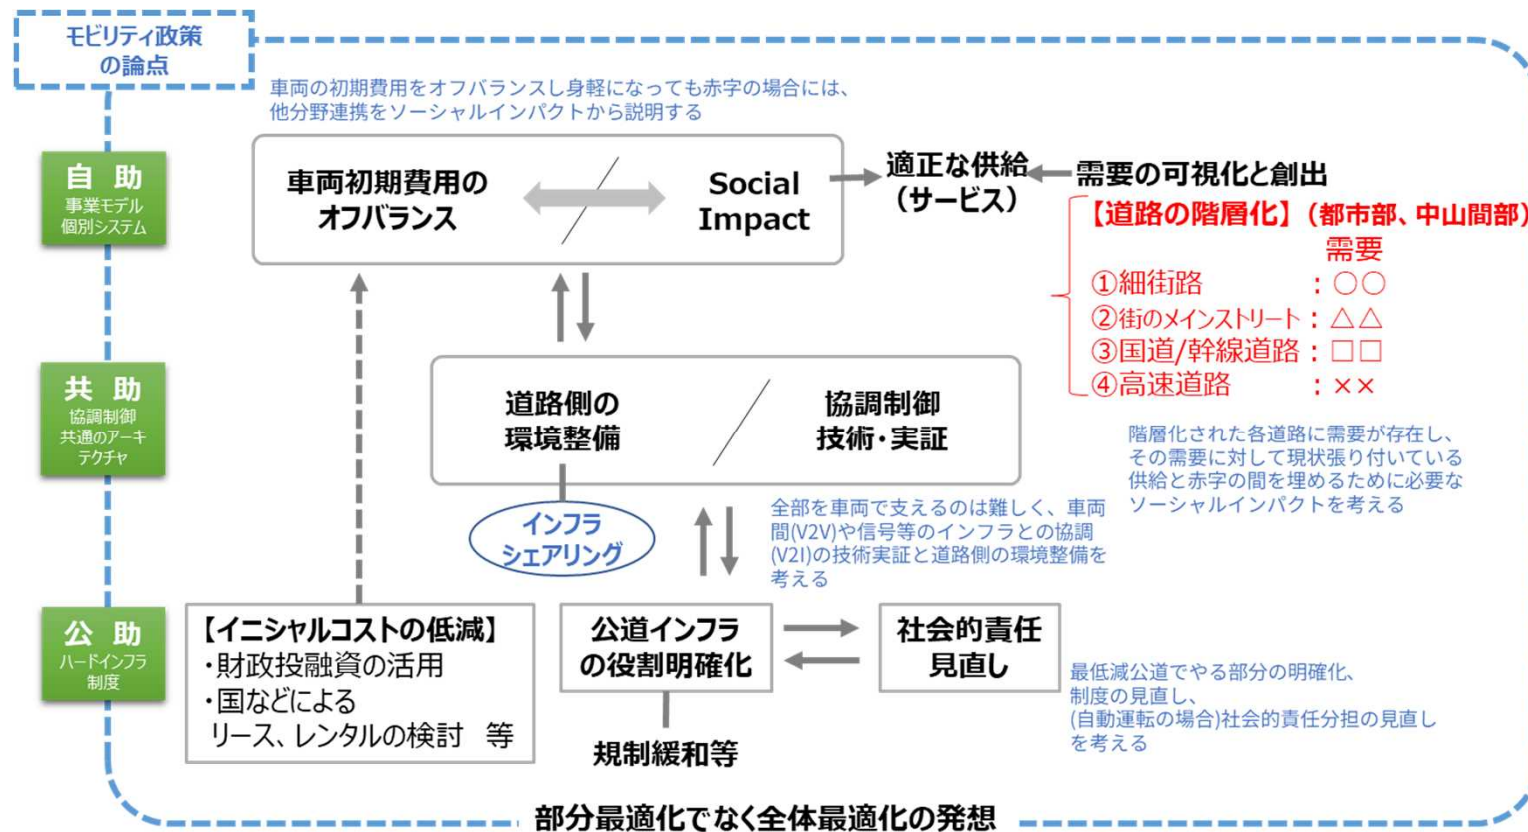 モビリティ政策
の論点
車両の初期費用をオフバランスし身軽になっても赤字の場合には、
他分野連携をソーシャルインパクトから説明する
自 助
事業モデル
個別システム
車両初期費用の
オフバランス
Social
Impact
適正な供給
（サービス）
需要の可視化と創出
【道路の階層化】（都市部、中山間部）
需要
①細街路 ：○○
②街のメインストリート：△△
③国道/幹線道路：□□
④高速道路 ：××
階層化された各道路に需要が存在し、
その需要に対して現状張り付いている
供給と赤字の間を埋めるために必要な
ソーシャルインパクトを考える
共 助
協調制御
共通のアーキ
テクチャ
道路側の
環境整備
協調制御
技術・実証
インフラ
シェアリング
全部を車両で支えるのは難しく、車両
間(V2V)や信号等のインフラとの協調
(V2I)の技術実証と道路側の環境整備を
考える
公 助
ハードインフラ
制度
【イニシャルコストの低減】
・財政投融資の活用
・国などによる
リース、レンタルの検討 等
公道インフラ
の役割明確化
社会的責任
見直し
規制緩和等
最低減公道でやる部分の明確化、
制度の見直し、
(自動運転の場合)社会的責任分担の見直し
を考える
部分最適化でなく全体最適化の発想